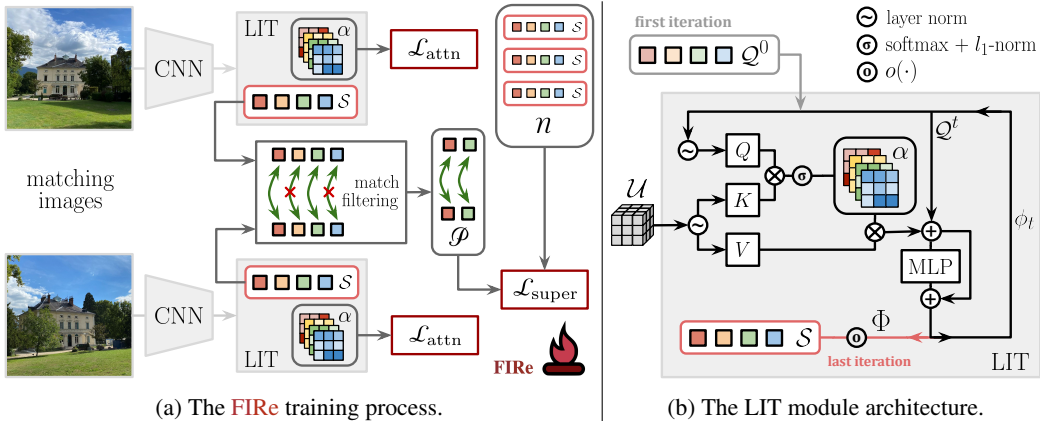 LIT
α
ℒattn
CNN
𝒮
𝒮
𝒮
𝒮
n
matching
images
match
filtering
𝒫
ℒsuper
CNN
𝒮
α
LIT
ℒattn
FIRe
(a) The FIRe training process.
first iteration
𝒬⁰
layer norm
softmax + l₁-norm
o o(·)
σ
𝒬ᵗ
Q
α
𝒰
K
σ
V
ϕₜ
MLP
Φ
𝒮
o
last iteration
LIT
(b) The LIT module architecture.